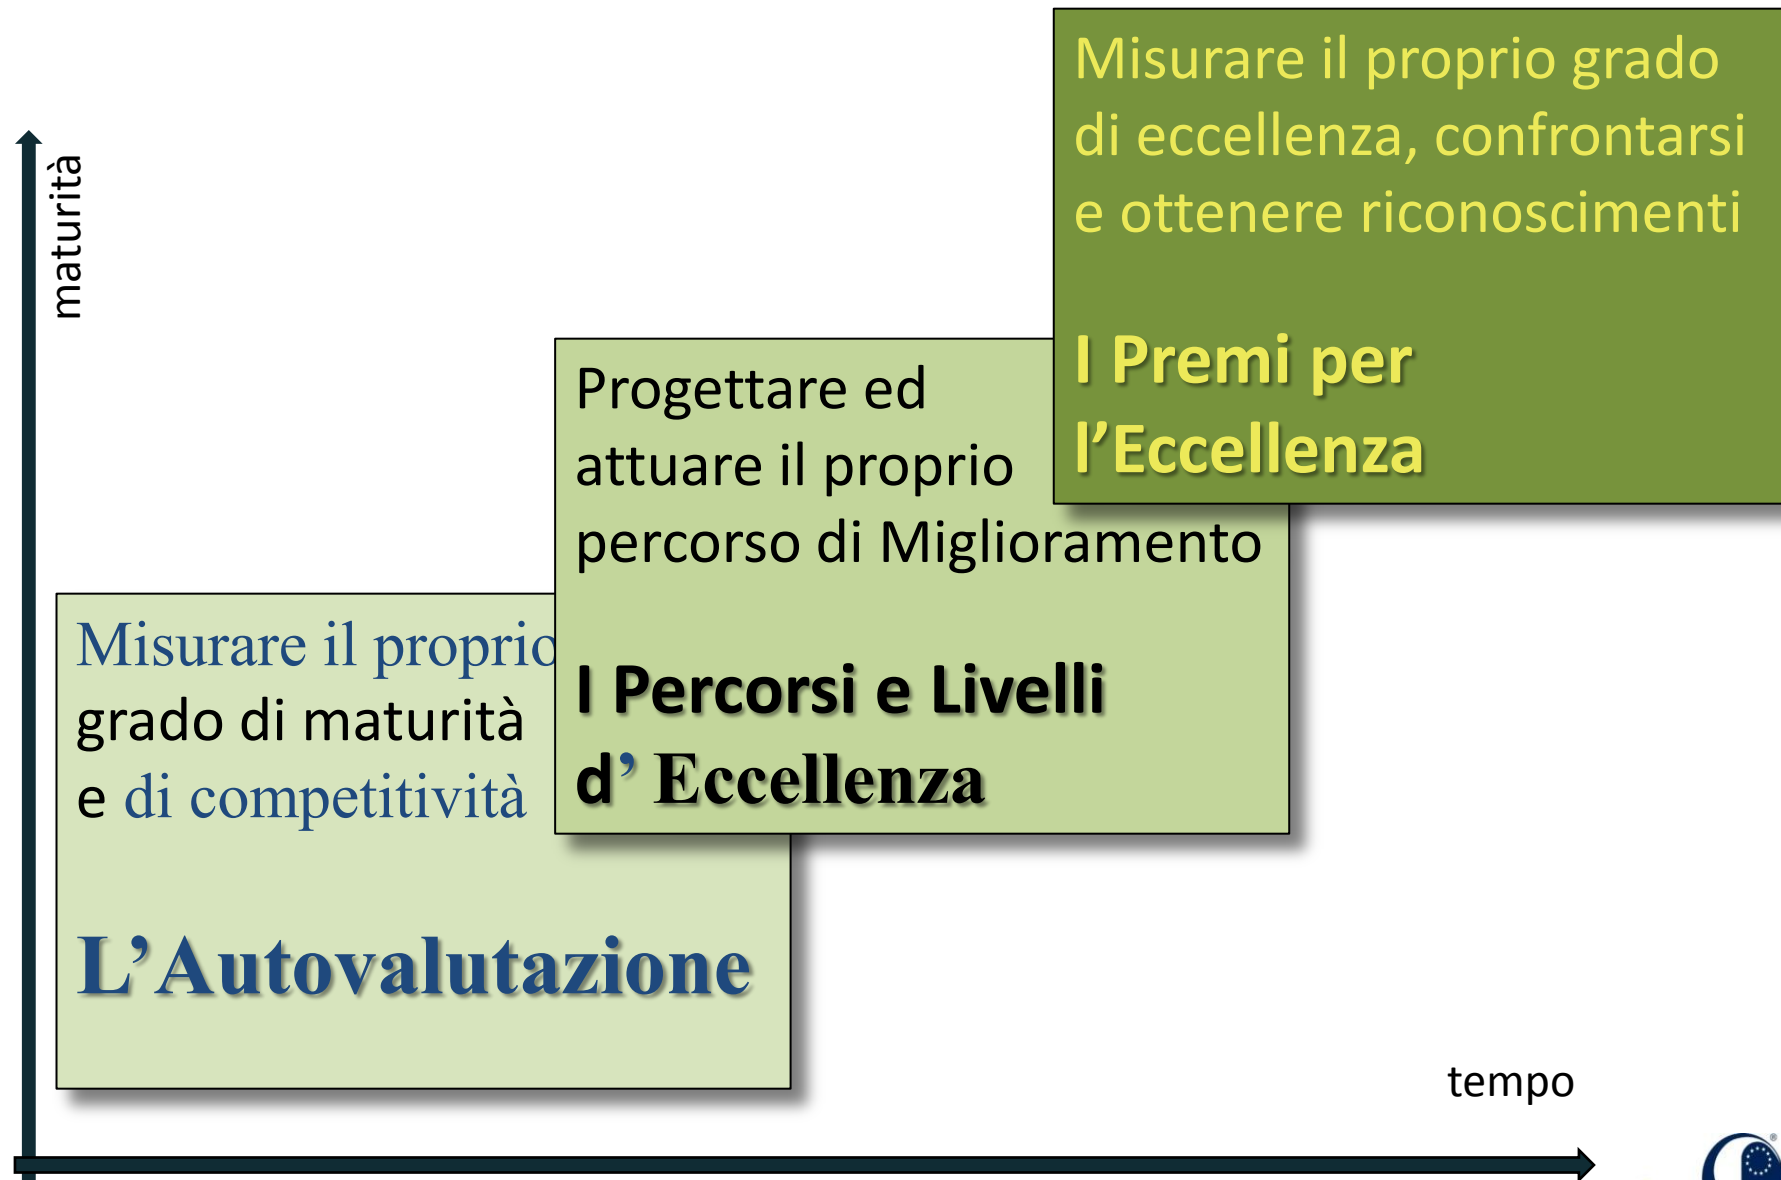 maturità
Misurare il proprio grado
di eccellenza, confrontarsi
e ottenere riconoscimenti
I Premi per
l’Eccellenza
Progettare ed
attuare il proprio
percorso di Miglioramento
I Percorsi e Livelli
d’ Eccellenza
Misurare il proprio
grado di maturità
e di competitività
L’Autovalutazione
tempo
®